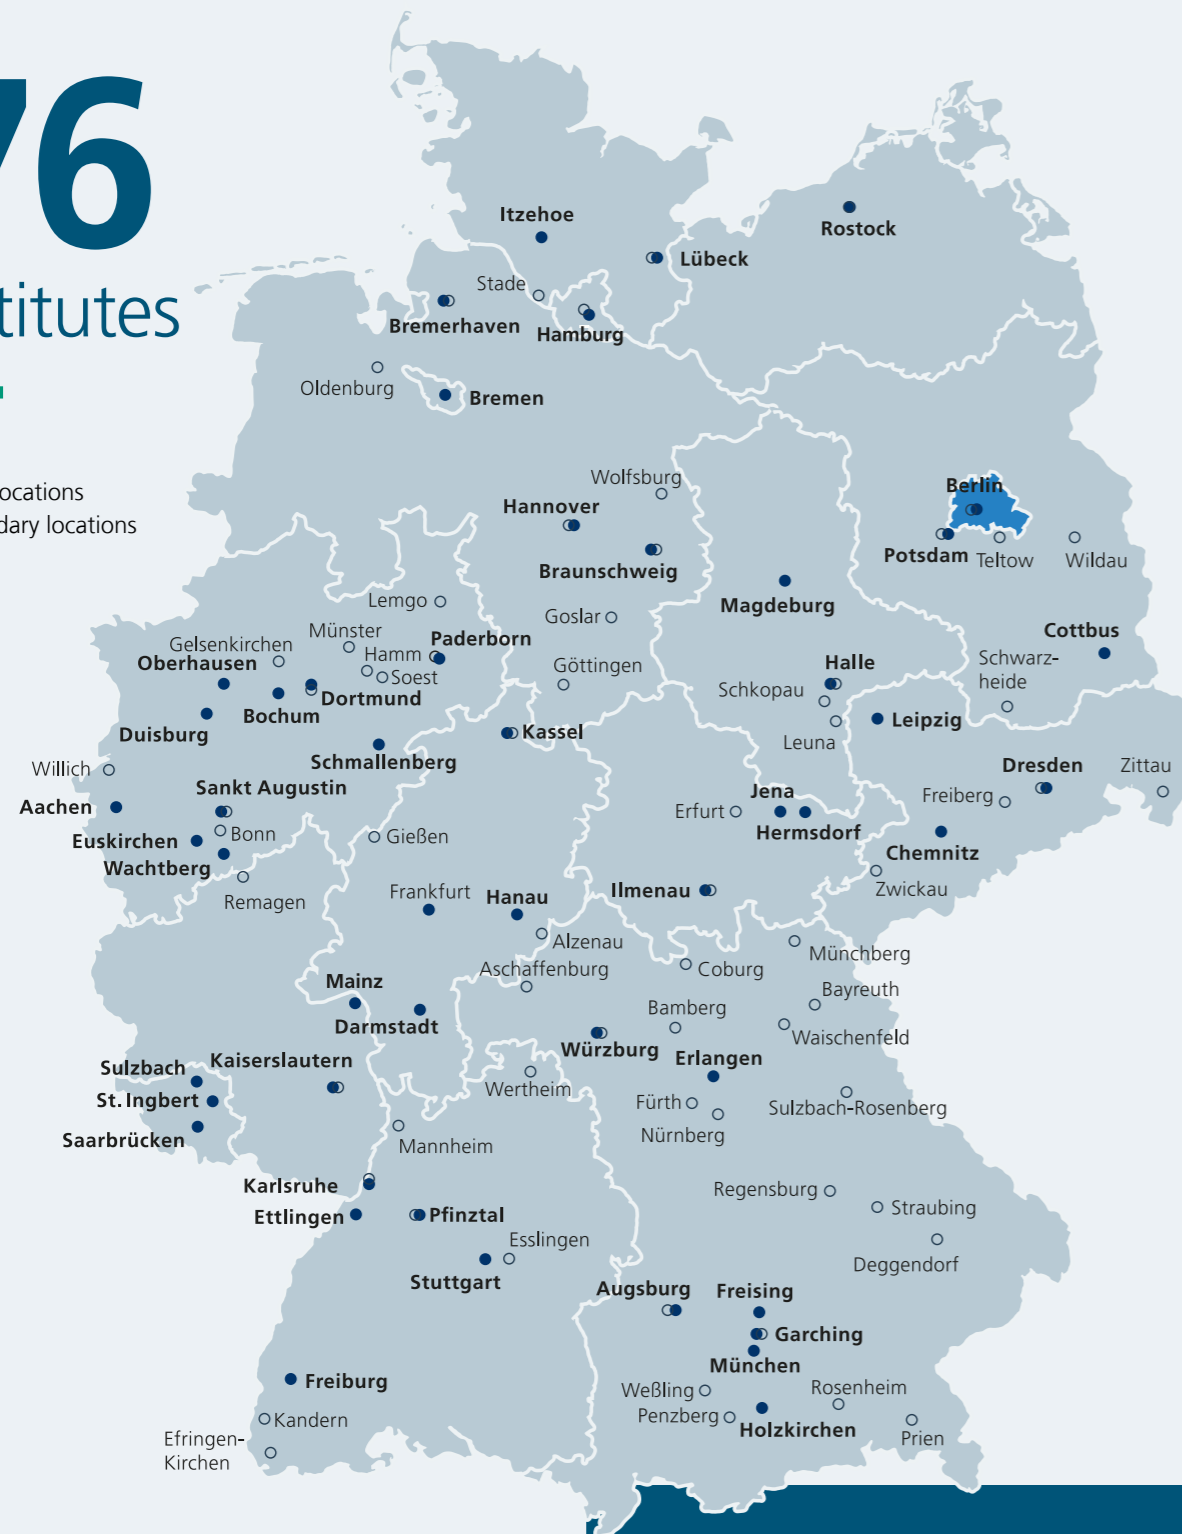 76
titutes
ocations
dary locations
Itzehoe
Rostock
Lübeck
Stade
Bremerhaven
Hamburg
Oldenburg
Bremen
Wolfsburg
Hannover
Berlin
Braunschweig
Potsdam
Teltow
Wildau
Lemgo
Magdeburg
Goslar
Münster
Gelsenkirchen
Paderborn
Cottbus
Oberhausen
Hamm
Göttingen
Halle
Schwarz-
heide
Soest
Schkopau
Dortmund
Bochum
Leipzig
Duisburg
Kassel
Leuna
Schmallenberg
Willich
Dresden
Zittau
Sankt Augustin
Jena
Freiberg
Aachen
Erfurt
Bonn
Gießen
Hermsdorf
Euskirchen
Chemnitz
Wachtberg
Frankfurt
Hanau
Ilmenau
Zwickau
Remagen
Alzenau
Münchberg
Aschaffenburg
Coburg
Mainz
Bayreuth
Bamberg
Darmstadt
Waischenfeld
Würzburg
Erlangen
Kaiserslautern
Sulzbach
Wertheim
St. Ingbert
Fürth
Sulzbach-Rosenberg
Saarbrücken
Nürnberg
Mannheim
Karlsruhe
Regensburg
Straubing
Ettlingen
Pfinztal
Esslingen
Deggendorf
Stuttgart
Augsburg
Freising
Garching
München
Freiburg
Weßling
Rosenheim
Penzberg
Kandern
Holzkirchen
Prien
Efringen-
Kirchen